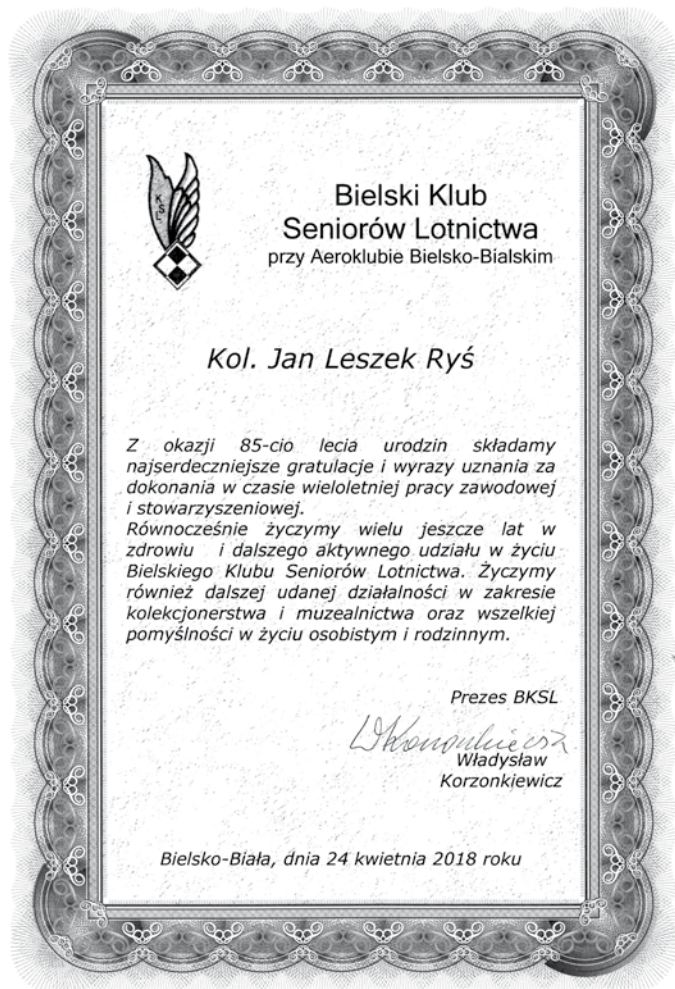 KSL
Bielski Klub
Seniorów Lotnictwa
przy Aeroklubie Bielsko-Bialskim
Kol. Jan Leszek Ryś
Z okazji 85-cio lecia urodzin składamy
najserdeczniejsze gratulacje i wyrazy uznania za
dokonania w czasie wieloletniej pracy zawodowej
i stowarzyszeniowej.
Równocześnie życzymy wielu jeszcze lat w
zdrowiu i dalszego aktywnego udziału w życiu
Bielskiego Klubu Seniorów Lotnictwa. Życzymy
również dalszej udanej działalności w zakresie
kolekcjonerstwa i muzealnictwa oraz wszelkiej
pomyślności w życiu osobistym i rodzinnym.
Prezes BKSL
Władysław
Korzonkiewicz
Bielsko-Biała, dnia 24 kwietnia 2018 roku